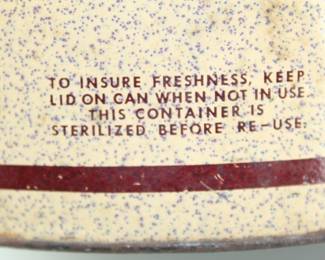 TO INSURE FRESHNESS, KEEP
LID ON CAN WHEN NOT IN USE
THIS CONTAINER IS
STERILIZED BEFORE RE-USE.